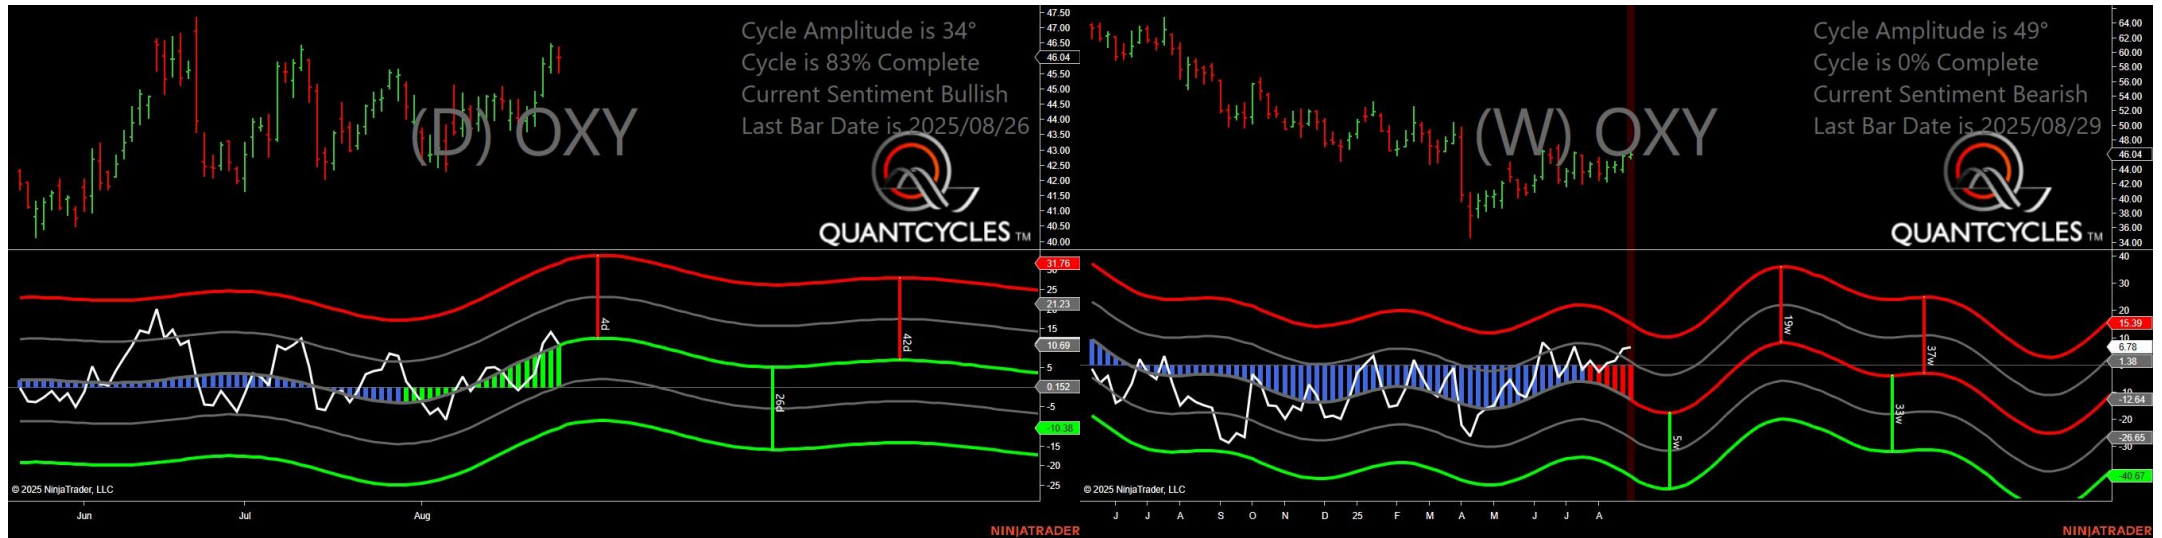 Cycle Amplitude is 34°
Cycle is 83% Complete
Current Sentiment Bullish
Last Bar Date is 2025/08/26
(D) OXY
QUANTCYCLES TM
47.50
47.00
46.50
46.04
45.50
45.00
44.50
44.00
43.50
43.00
42.50
42.00
41.50
41.00
40.50
40.00
31.76
25
21.23
15
10.69
5
0.152
-5
-10.38
-15
-20
-25
4d
26d
42d
© 2025 NinjaTrader, LLC
Jun
Jul
Aug
NINJATRADER
Cycle Amplitude is 49°
Cycle is 0% Complete
Current Sentiment Bearish
Last Bar Date is 2025/08/29
(W) OXY
QUANTCYCLES TM
64.00
62.00
60.00
58.00
56.00
54.00
52.00
50.00
48.00
46.04
44.00
42.00
40.00
38.00
36.00
34.00
40
30
20
15.39
6.78
1.38
-12.64
-20
-26.65
-30
-40.67
5w
19w
33w
37w
© 2025 NinjaTrader, LLC
J J A S O N D 25 F M A M J J A
NINJATRADER